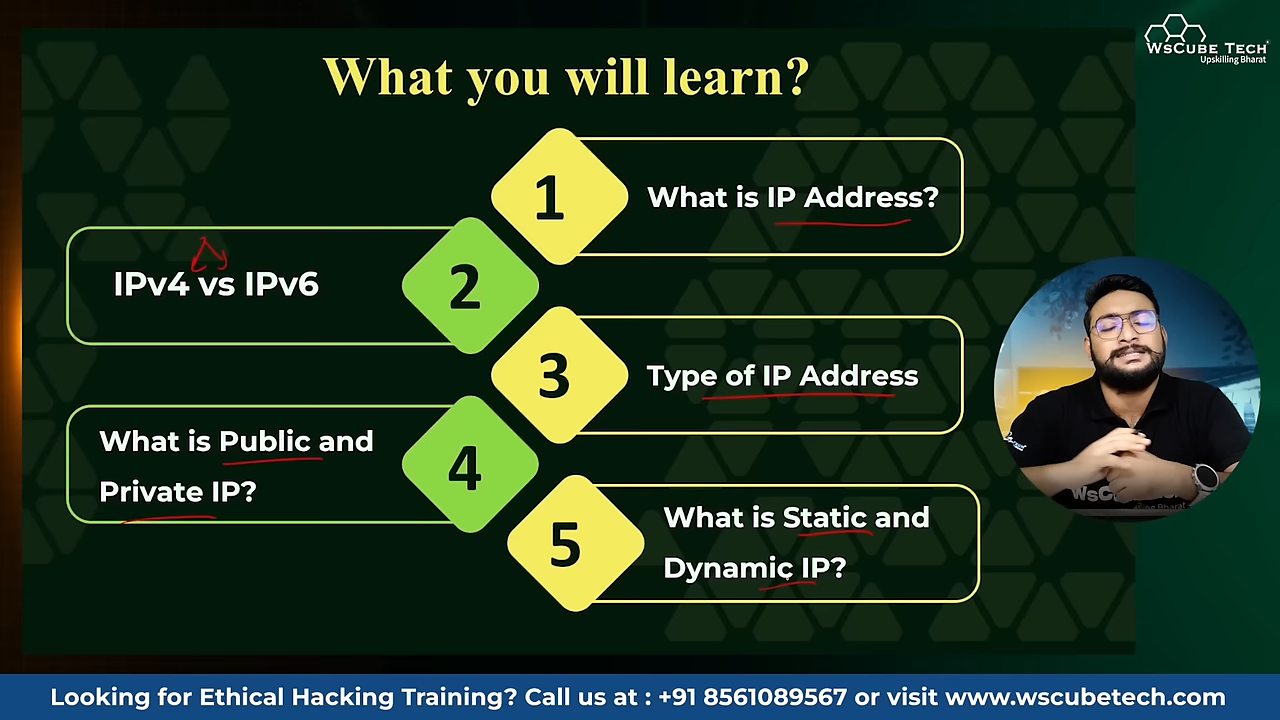 WsCube Tech
Upskilling Bharat
What you will learn?
1
What is IP Address?
2
IPv4 vs IPv6
3
Type of IP Address
4
What is Public and
Private IP?
5
What is Static and
Dynamic IP?
Looking for Ethical Hacking Training? Call us at : +91 8561089567 or visit www.wscubetech.com